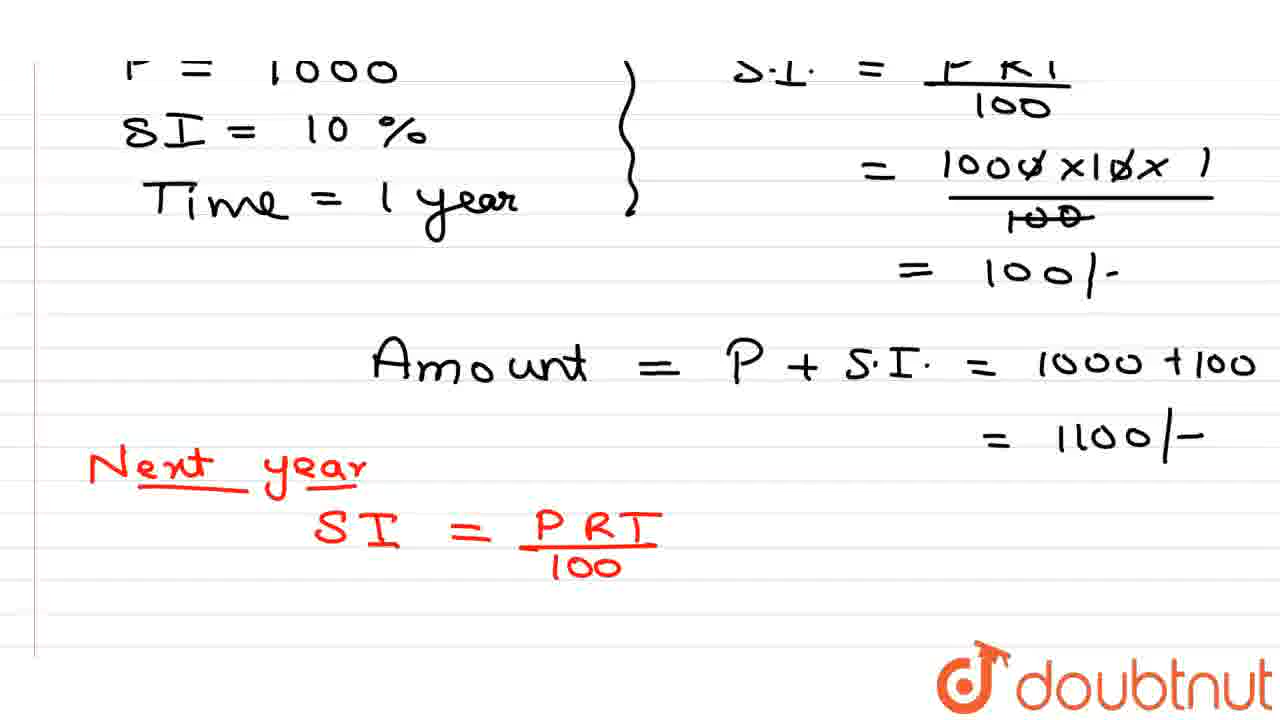 P = 1000
SI = 10 %
Time = 1 year
S.I. = PRT
100
= 1000 x 10 x 1
100
= 100/-
Amount = P + S.I. = 1000 + 100
= 1100/-
Next year
SI = PRT
100
doubtnut